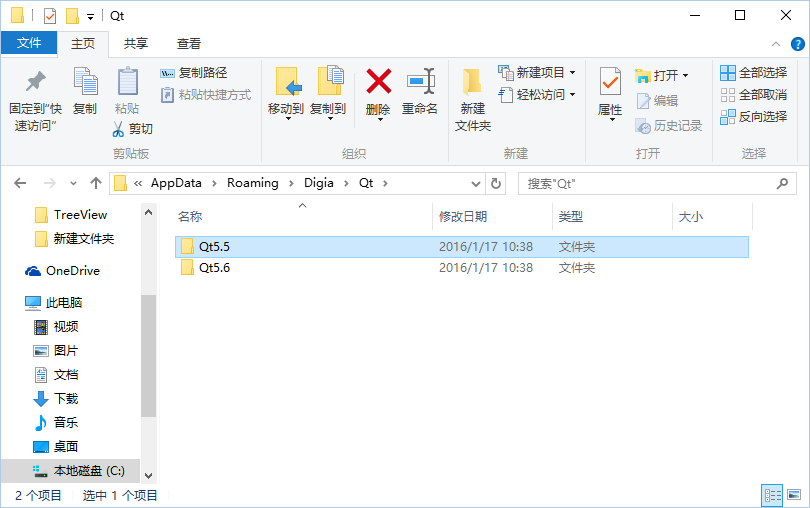 Qt
文件 主页 共享 查看
固定到"快速访问"
复制
粘贴
复制路径
粘贴快捷方式
剪切
剪贴板
移动到
复制到
删除
重命名
组织
新建
文件夹
新建项目
轻松访问
新建
属性
打开
编辑
历史记录
打开
全部选择
全部取消
反向选择
选择
« AppData > Roaming > Digia > Qt >
搜索"Qt"
TreeView
新建文件夹
OneDrive
此电脑
视频
图片
文档
下载
音乐
桌面
本地磁盘 (C:)
名称 修改日期 类型 大小
Qt5.5 2016/1/17 10:38 文件夹
Qt5.6 2016/1/17 10:38 文件夹
2 个项目 选中 1 个项目